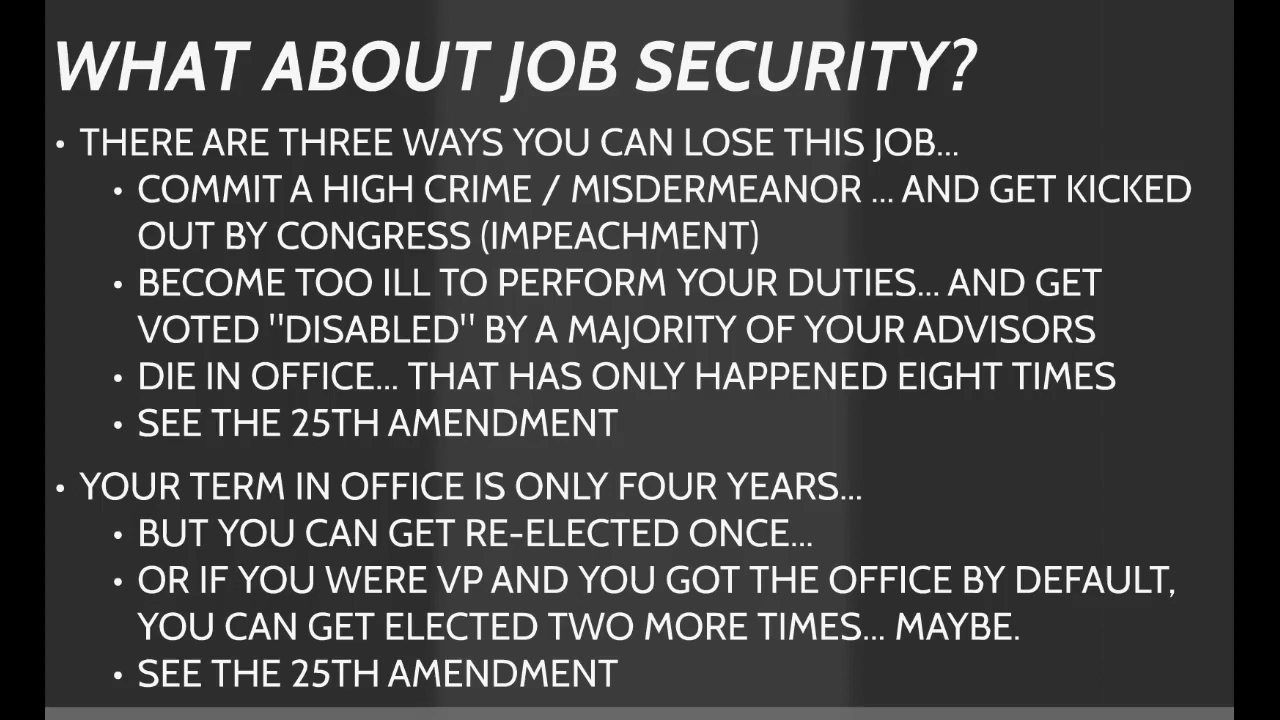 WHAT ABOUT JOB SECURITY?
• THERE ARE THREE WAYS YOU CAN LOSE THIS JOB...
• COMMIT A HIGH CRIME / MISDERMEANOR ... AND GET KICKED
OUT BY CONGRESS (IMPEACHMENT)
• BECOME TOO ILL TO PERFORM YOUR DUTIES... AND GET
VOTED "DISABLED" BY A MAJORITY OF YOUR ADVISORS
• DIE IN OFFICE... THAT HAS ONLY HAPPENED EIGHT TIMES
• SEE THE 25TH AMENDMENT
• YOUR TERM IN OFFICE IS ONLY FOUR YEARS...
• BUT YOU CAN GET RE-ELECTED ONCE...
• OR IF YOU WERE VP AND YOU GOT THE OFFICE BY DEFAULT,
YOU CAN GET ELECTED TWO MORE TIMES... MAYBE.
• SEE THE 25TH AMENDMENT